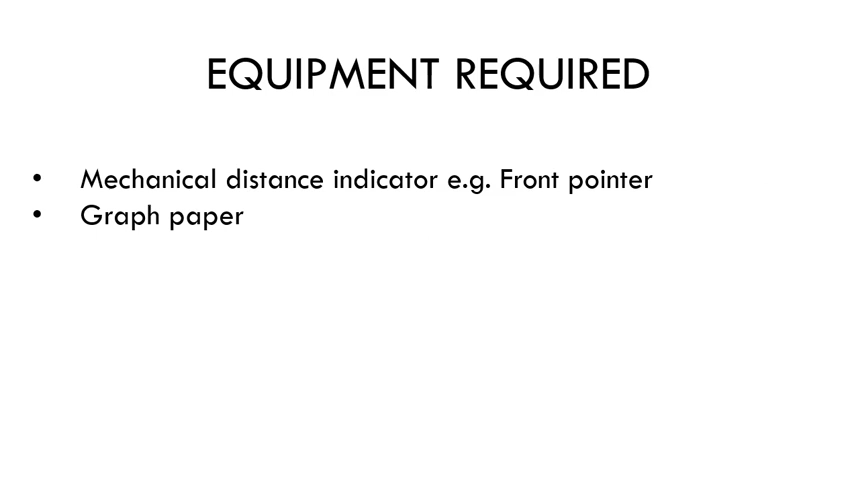 EQUIPMENT REQUIRED
• Mechanical distance indicator e.g. Front pointer
• Graph paper